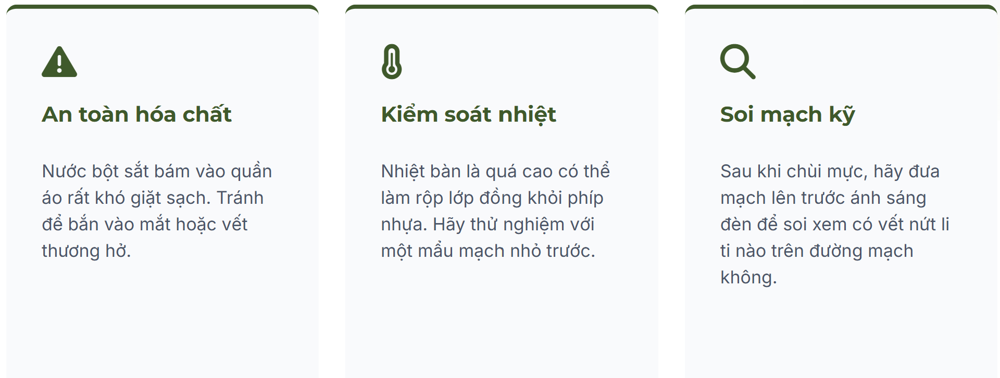 An toàn hóa chất
Nước bột sắt bám vào quần
áo rất khó giặt sạch. Tránh
để bắn vào mắt hoặc vết
thương hở.
Kiểm soát nhiệt
Nhiệt bàn là quá cao có thể
làm rộp lớp đồng khỏi phíp
nhựa. Hãy thử nghiệm với
một mẩu mạch nhỏ trước.
Soi mạch kỹ
Sau khi chùi mực, hãy đưa
mạch lên trước ánh sáng
đèn để soi xem có vết nứt li
ti nào trên đường mạch
không.